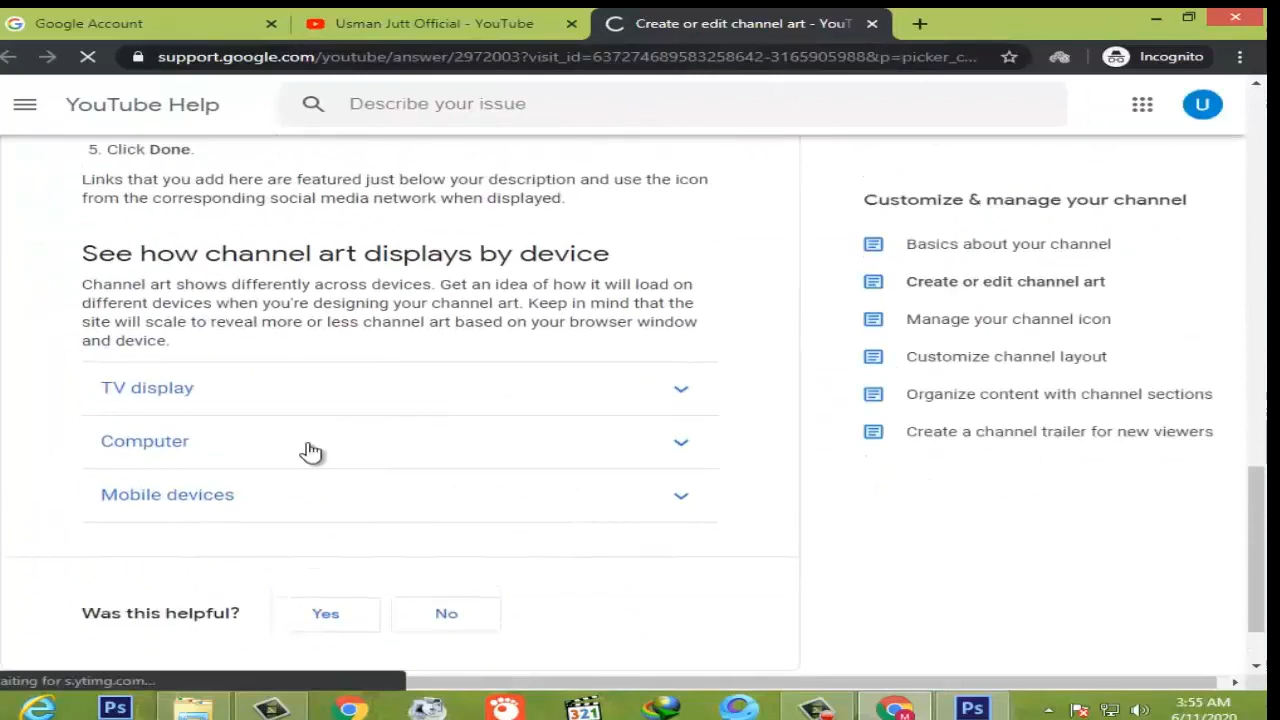 Google Account
Usman Jutt Official - YouTube
Create or edit channel art - YouT
support.google.com/youtube/answer/2972003?visit_id=637274689583258642-3165905988&p=picker_c...
Incognito
YouTube Help
Describe your issue
U
5. Click Done.
Links that you add here are featured just below your description and use the icon
from the corresponding social media network when displayed.
See how channel art displays by device
Channel art shows differently across devices. Get an idea of how it will load on
different devices when you're designing your channel art. Keep in mind that the
site will scale to reveal more or less channel art based on your browser window
and device.
TV display
Computer
Mobile devices
Was this helpful?
Yes
No
Customize & manage your channel
Basics about your channel
Create or edit channel art
Manage your channel icon
Customize channel layout
Organize content with channel sections
Create a channel trailer for new viewers
aiting for s.ytimg.com...
Ps
321
M
Ps
3:55 AM
6/11/2020